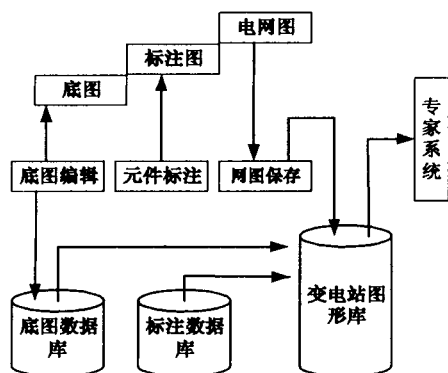 电网图
标注图
底图
专家系统
底图编辑
元件标注
网图保存
变电站图
形库
底图数据
库
标注数据
库